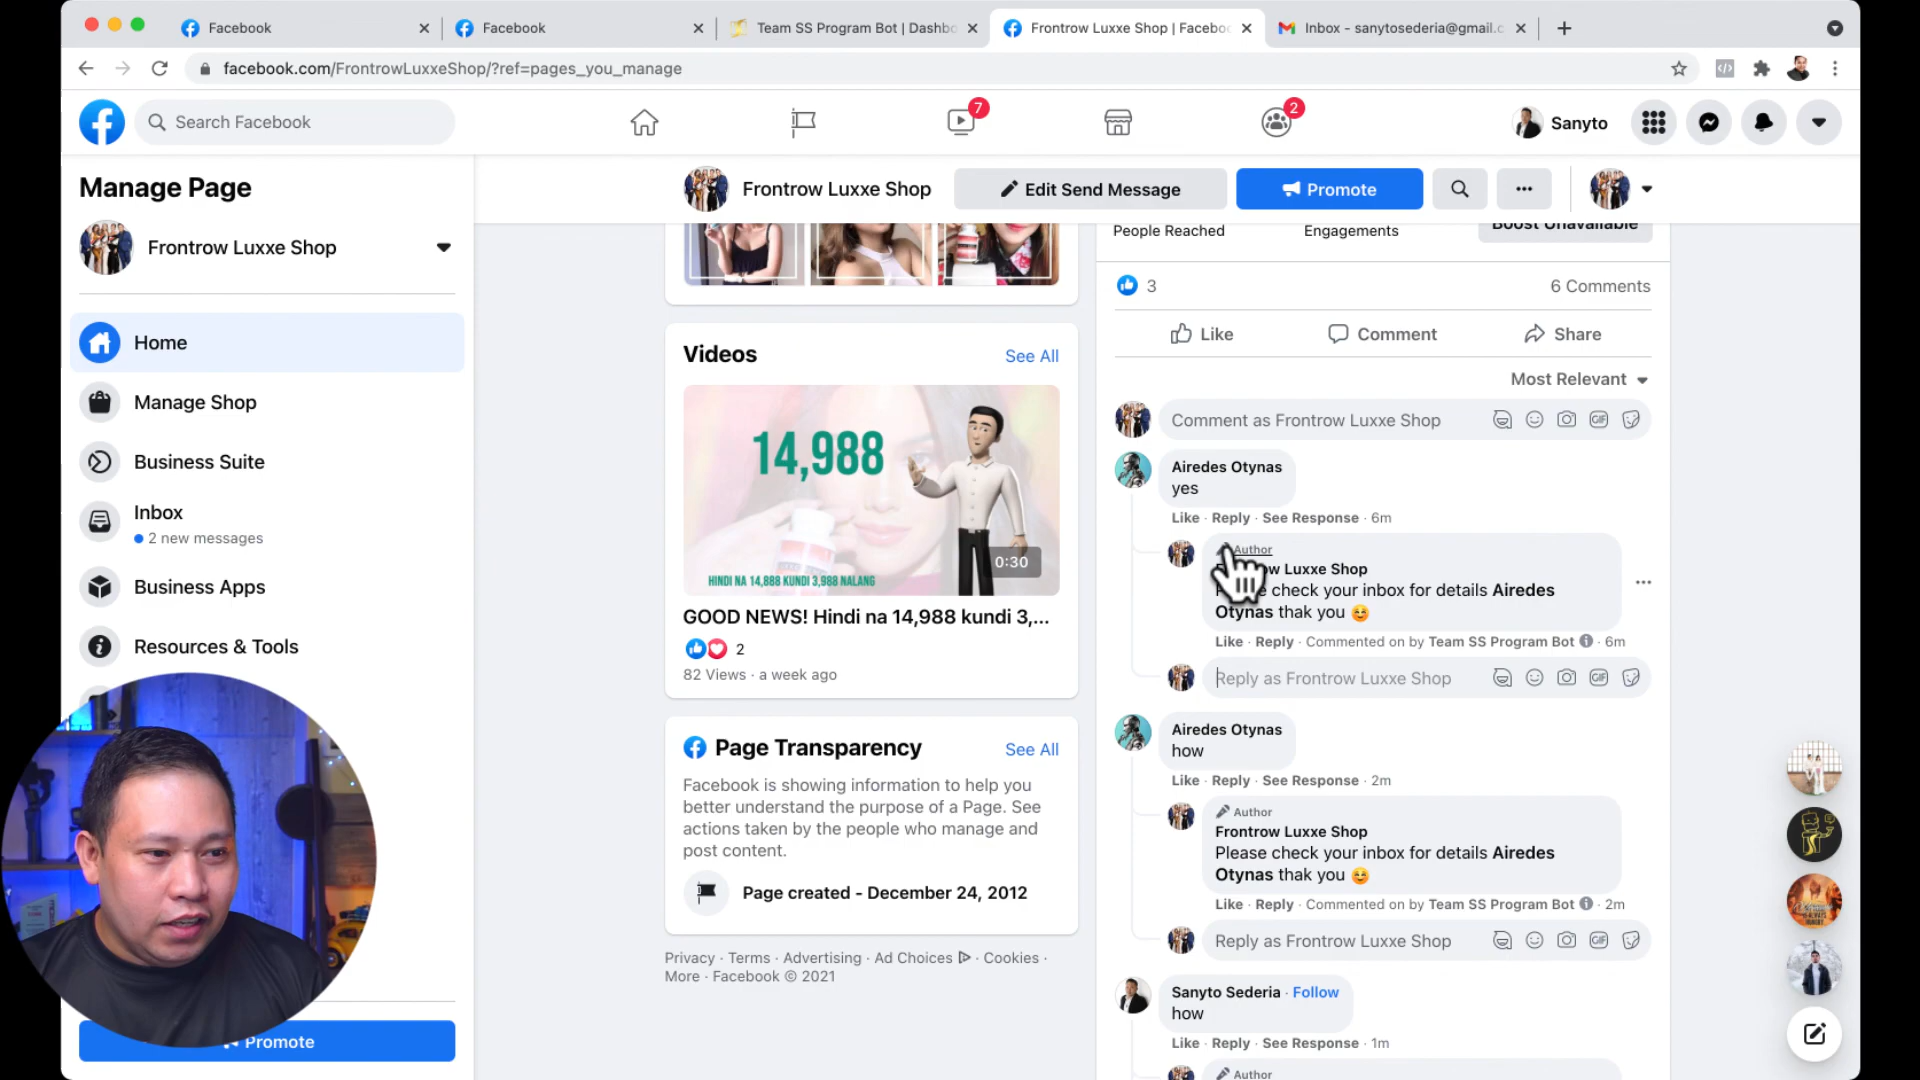 Facebook
Facebook
Team SS Program Bot | Dashbo
Frontrow Luxxe Shop | Faceboo
Inbox - sanytosederia@gmail.c
facebook.com/FrontrowLuxxeShop/?ref=pages_you_manage
Search Facebook
7
2
Sanyto
Manage Page
Frontrow Luxxe Shop
Home
Manage Shop
Business Suite
Inbox
2 new messages
Business Apps
Resources & Tools
Promote
Frontrow Luxxe Shop
Edit Send Message
Promote
Videos
See All
14,988
HINDI NA 14,888 KUNDI 3,988 NALANG
0:30
GOOD NEWS! Hindi na 14,988 kundi 3,...
2
82 Views · a week ago
Page Transparency
See All
Facebook is showing information to help you
better understand the purpose of a Page. See
actions taken by the people who manage and
post content.
Page created - December 24, 2012
Privacy · Terms · Advertising · Ad Choices · Cookies ·
More · Facebook © 2021
People Reached
Engagements
Boost Unavailable
3
6 Comments
Like
Comment
Share
Most Relevant
Comment as Frontrow Luxxe Shop
Airedes Otynas
yes
Like · Reply · See Response · 6m
Author
ow Luxxe Shop
check your inbox for details Airedes
Otynas thak you
Like · Reply · Commented on by Team SS Program Bot · 6m
Reply as Frontrow Luxxe Shop
Airedes Otynas
how
Like · Reply · See Response · 2m
Author
Frontrow Luxxe Shop
Please check your inbox for details Airedes
Otynas thak you
Like · Reply · Commented on by Team SS Program Bot · 2m
Reply as Frontrow Luxxe Shop
Sanyto Sederia · Follow
how
Like · Reply · See Response · 1m
Author